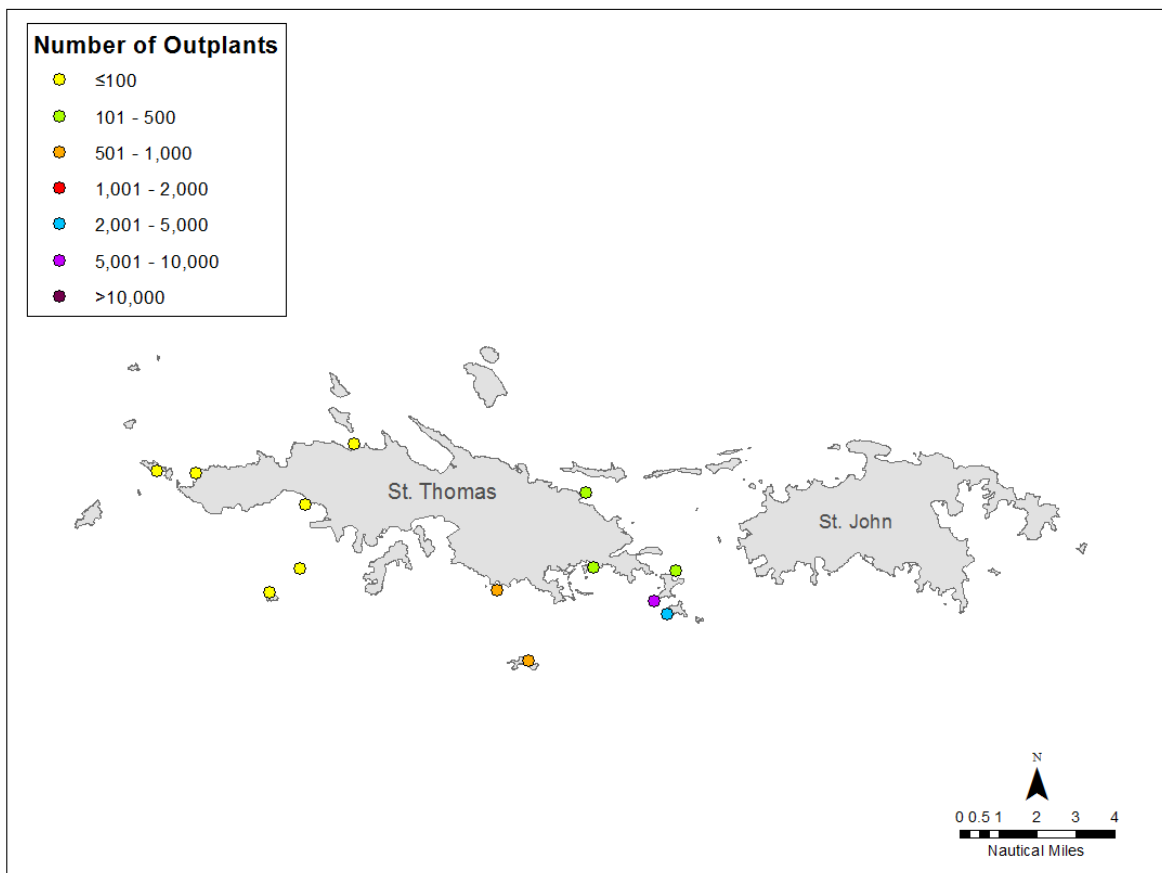 Number of Outplants
≤100
101 - 500
501 - 1,000
1,001 - 2,000
2,001 - 5,000
5,001 - 10,000
>10,000
St. Thomas
St. John
N
0 0.5 1 2 3 4
Nautical Miles